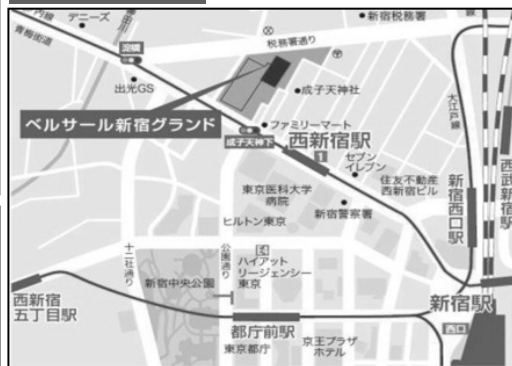 新宿税務署
デニーズ
税務署通り
青梅街道
淀橋
出光GS
成子天神社
大江戸線
ベルサール新宿グランド
ファミリーマート
成子天神下
西新宿駅
1
セブン
イレブン
東京医科大学
病院
住友不動産
西新宿ビル
新宿西口駅
西武新宿駅
新宿警察署
ヒルトン東京
十二社通り
公園通り
ハイアット
リージェンシー
東京
新宿中央公園
西新宿
五丁目駅
新宿駅
都庁前駅
西口
東京都庁
京王プラザ
ホテル